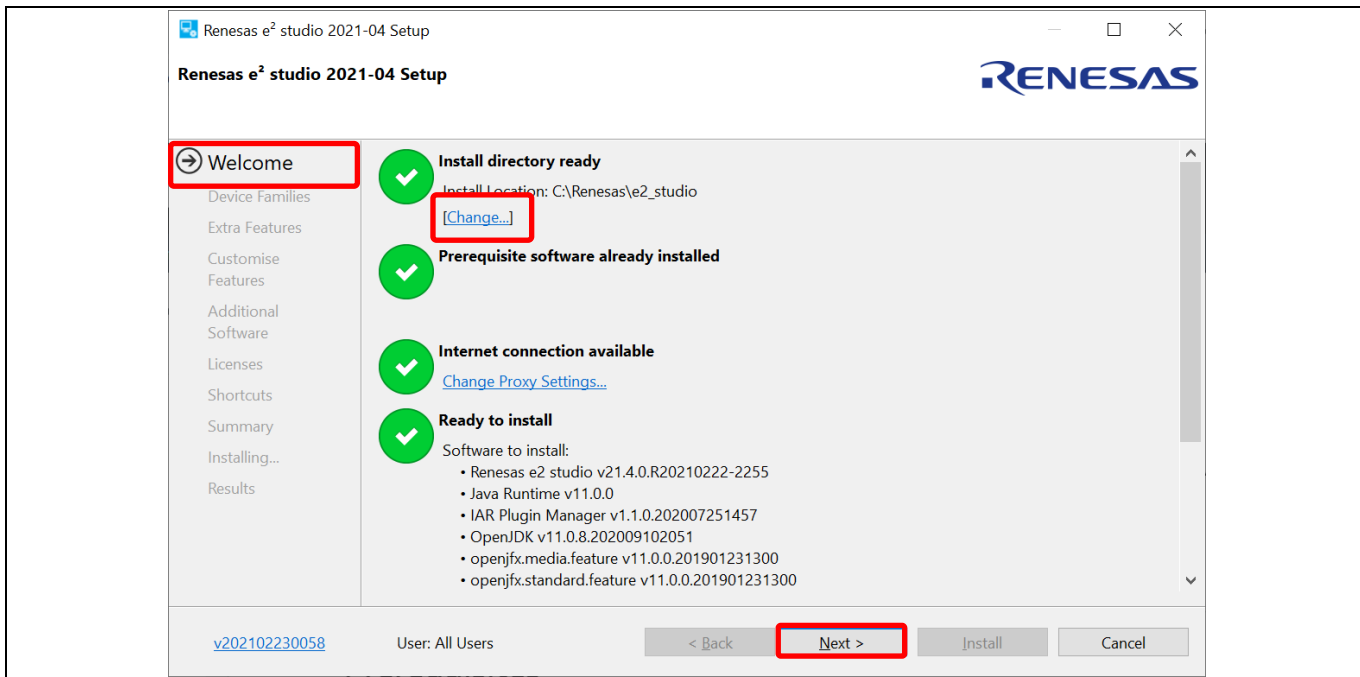 Renesas e² studio 2021-04 Setup
Renesas e² studio 2021-04 Setup
RENESAS
Welcome
Device Families
Extra Features
Customise
Features
Additional
Software
Licenses
Shortcuts
Summary
Installing...
Results
Install directory ready
Install Location: C:\Renesas\e2_studio
[Change...]
Prerequisite software already installed
Internet connection available
Change Proxy Settings...
Ready to install
Software to install:
• Renesas e2 studio v21.4.0.R20210222-2255
• Java Runtime v11.0.0
• IAR Plugin Manager v1.1.0.202007251457
• OpenJDK v11.0.8.202009102051
• openjfx.media.feature v11.0.0.201901231300
• openjfx.standard.feature v11.0.0.201901231300
v202102230058
User: All Users
< Back
Next >
Install
Cancel